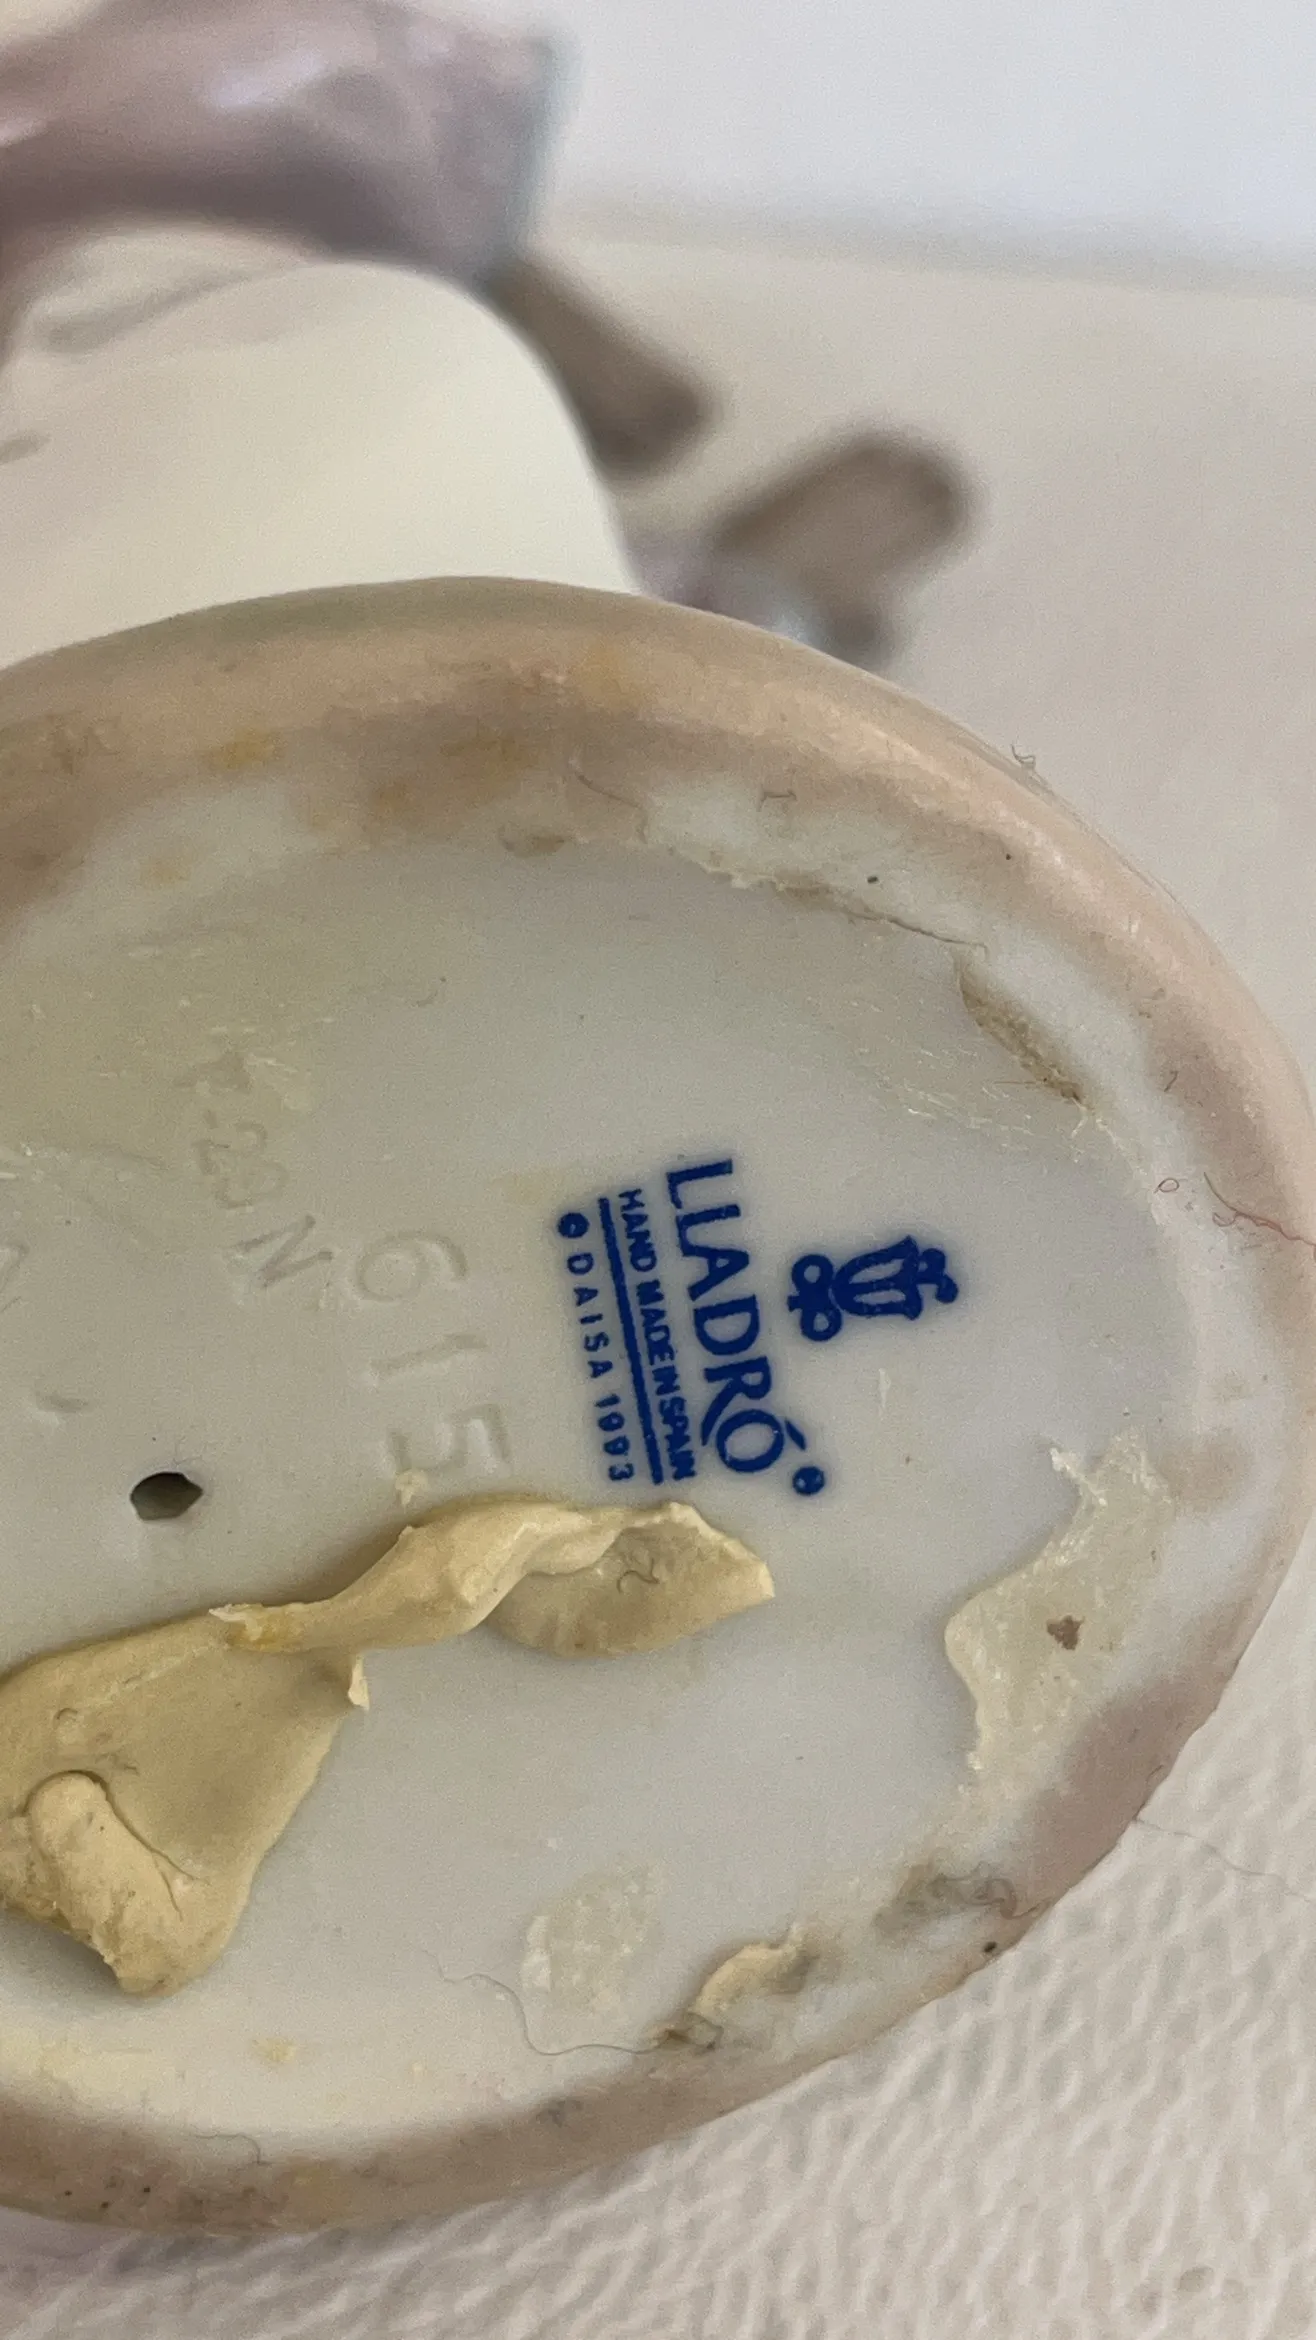 LLADRÓ
HAND MADE IN SPAIN
© DAISA 1993
615
N